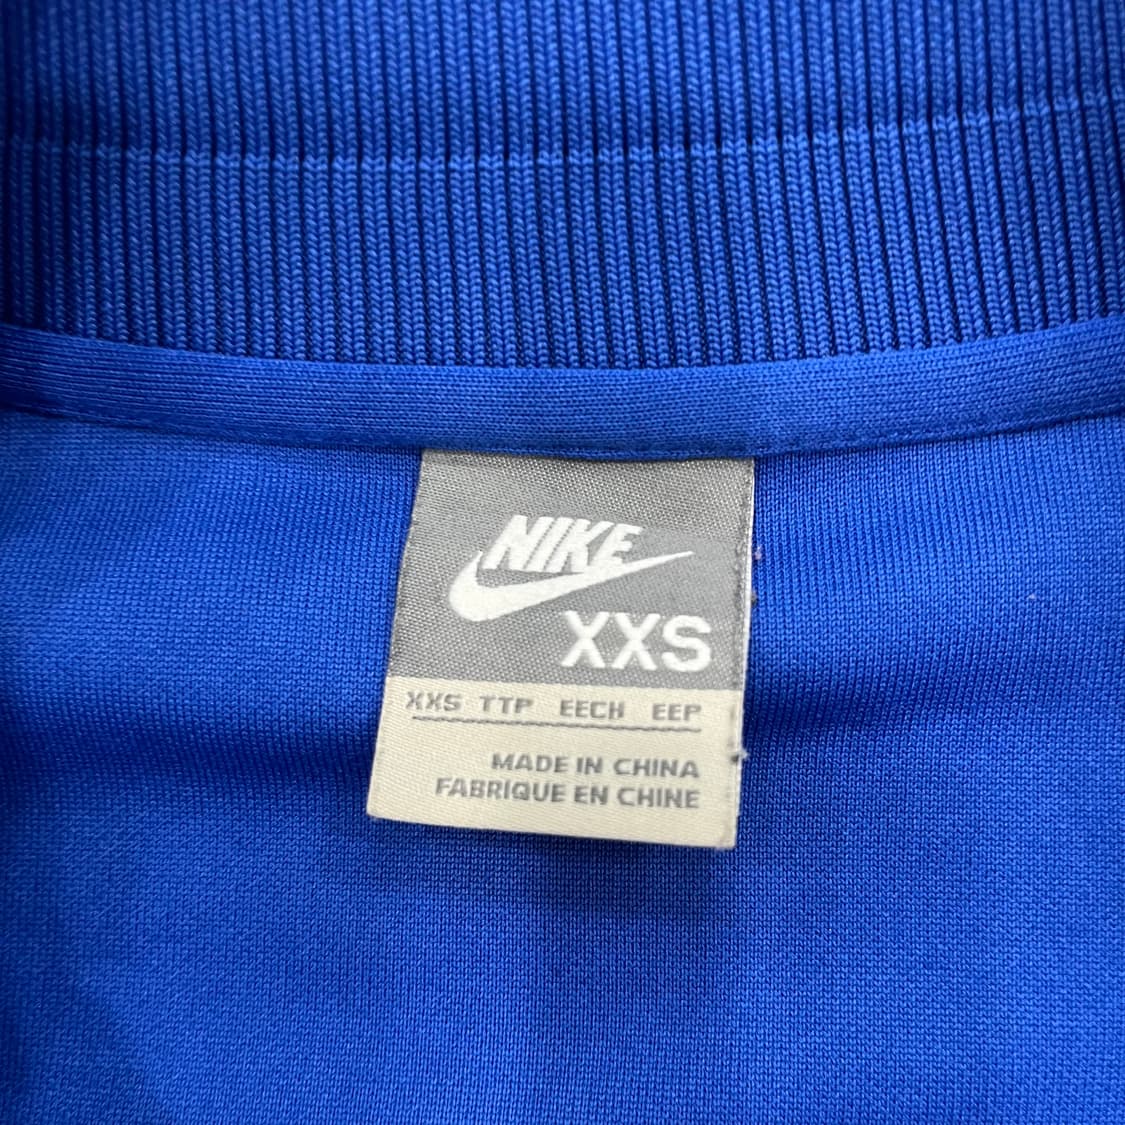 NIKE
XXS
XXS TTP EECH EEP
MADE IN CHINA
FABRIQUE EN CHINE